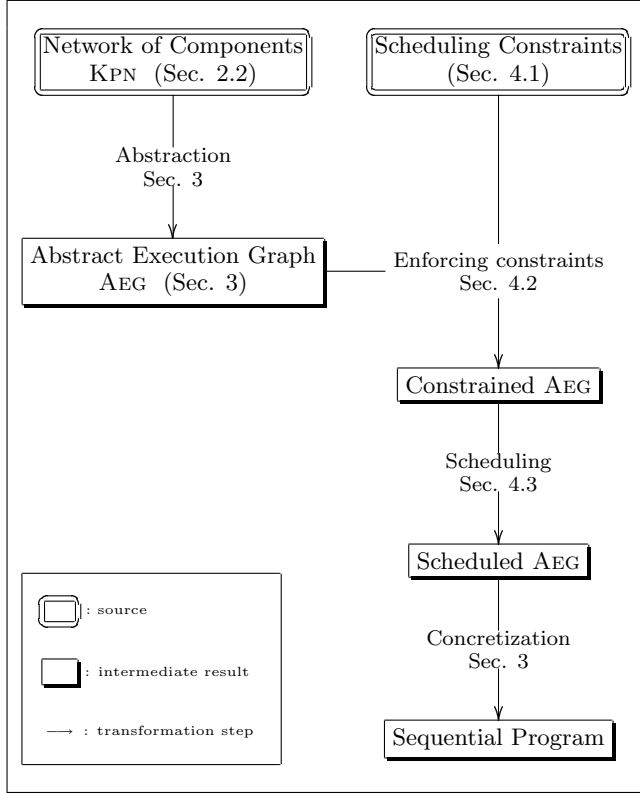 Network of Components
KPN (Sec. 2.2)
Scheduling Constraints
(Sec. 4.1)
Abstraction
Sec. 3
Abstract Execution Graph
AEG (Sec. 3)
Enforcing constraints
Sec. 4.2
Constrained AEG
Scheduling
Sec. 4.3
Scheduled AEG
Concretization
Sec. 3
Sequential Program
: source
: intermediate result
: transformation step